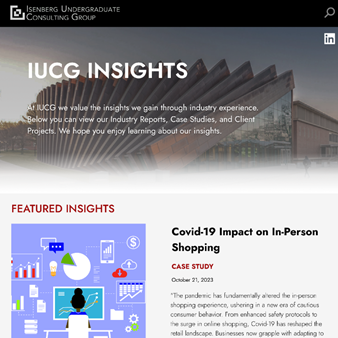 Isenberg Undergraduate
Consulting Group
IUCG INSIGHTS
At IUCG we value the insights we gain through industry experience.
Below you can view our Industry Reports, Case Studies, and Client
Projects. We hope you enjoy learning about our insights.
FEATURED INSIGHTS
Covid-19 Impact on In-Person
Shopping
CASE STUDY
October 21, 2023
"The pandemic has fundamentally altered the in-person
shopping experience, ushering in a new era of cautious
consumer behavior. From enhanced safety protocols to
the surge in online shopping, Covid-19 has reshaped the
retail landscape. Businesses now grapple with adapting to